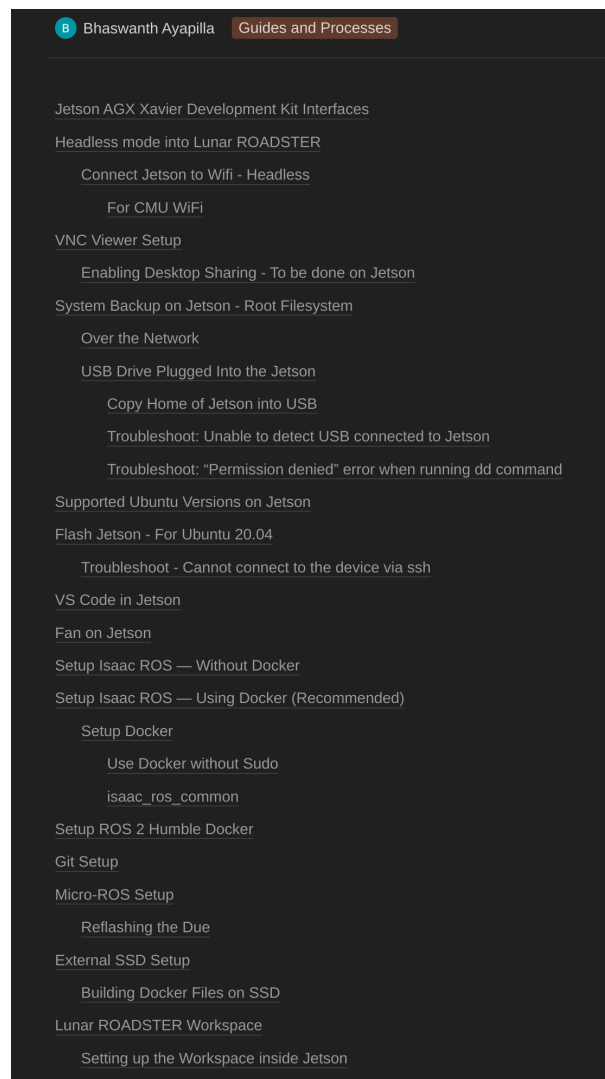 B Bhaswanth Ayapilla Guides and Processes
Jetson AGX Xavier Development Kit Interfaces
Headless mode into Lunar ROADSTER
Connect Jetson to Wifi - Headless
For CMU WiFi
VNC Viewer Setup
Enabling Desktop Sharing - To be done on Jetson
System Backup on Jetson - Root Filesystem
Over the Network
USB Drive Plugged Into the Jetson
Copy Home of Jetson into USB
Troubleshoot: Unable to detect USB connected to Jetson
Troubleshoot: “Permission denied” error when running dd command
Supported Ubuntu Versions on Jetson
Flash Jetson - For Ubuntu 20.04
Troubleshoot - Cannot connect to the device via ssh
VS Code in Jetson
Fan on Jetson
Setup Isaac ROS — Without Docker
Setup Isaac ROS — Using Docker (Recommended)
Setup Docker
Use Docker without Sudo
isaac_ros_common
Setup ROS 2 Humble Docker
Git Setup
Micro-ROS Setup
Reflashing the Due
External SSD Setup
Building Docker Files on SSD
Lunar ROADSTER Workspace
Setting up the Workspace inside Jetson